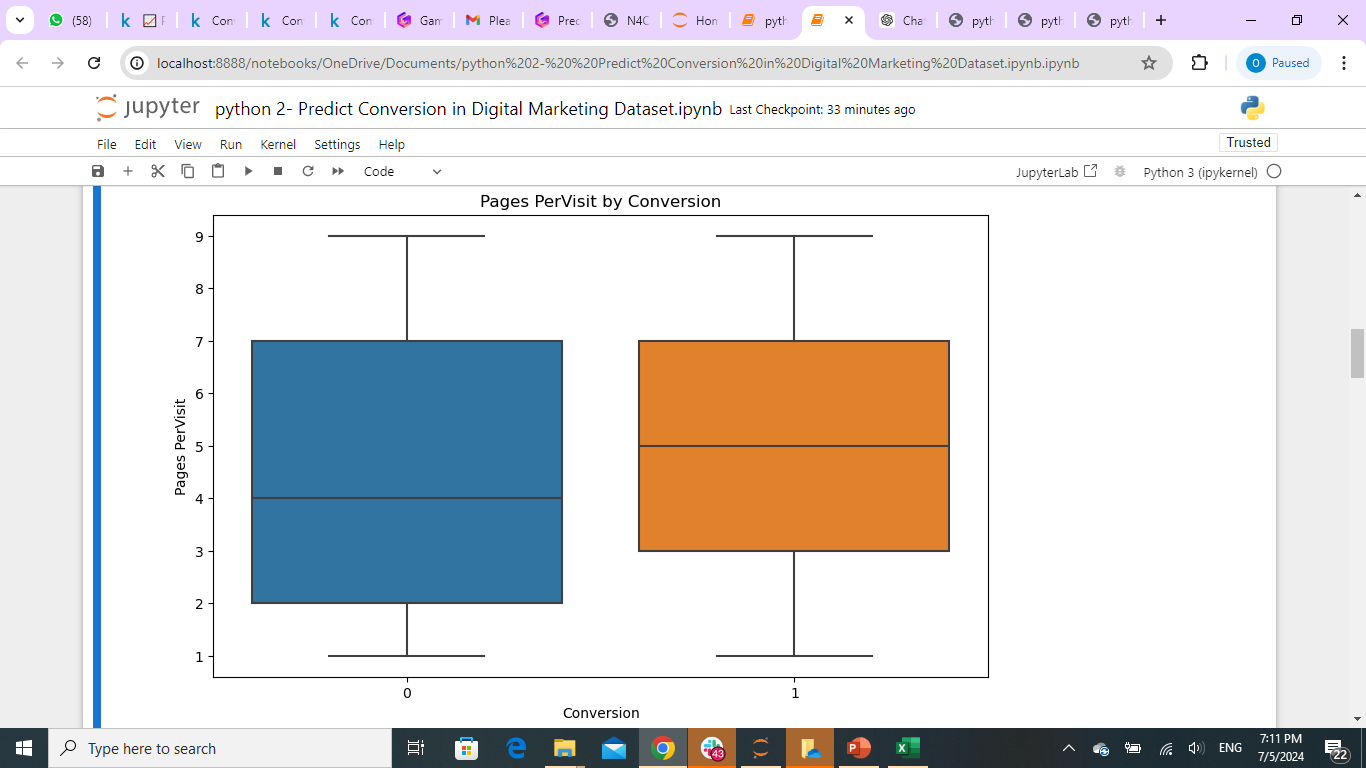 (58) F Con Con Con Gam Plea Prec N4C Hom pyth Cha pyth pyth pyth
localhost:8888/notebooks/OneDrive/Documents/python%202-%20%20Predict%20Conversion%20in%20Digital%20Marketing%20Dataset.ipynb.ipynb
O Paused
jupyter python 2- Predict Conversion in Digital Marketing Dataset.ipynb Last Checkpoint: 33 minutes ago
File Edit View Run Kernel Settings Help
Trusted
Code
JupyterLab Python 3 (ipykernel)
Pages PerVisit by Conversion
9
8
7
6
5
4
3
2
1
Pages PerVisit
0 1
Conversion
Type here to search
43
ENG
7:11 PM
7/5/2024
22